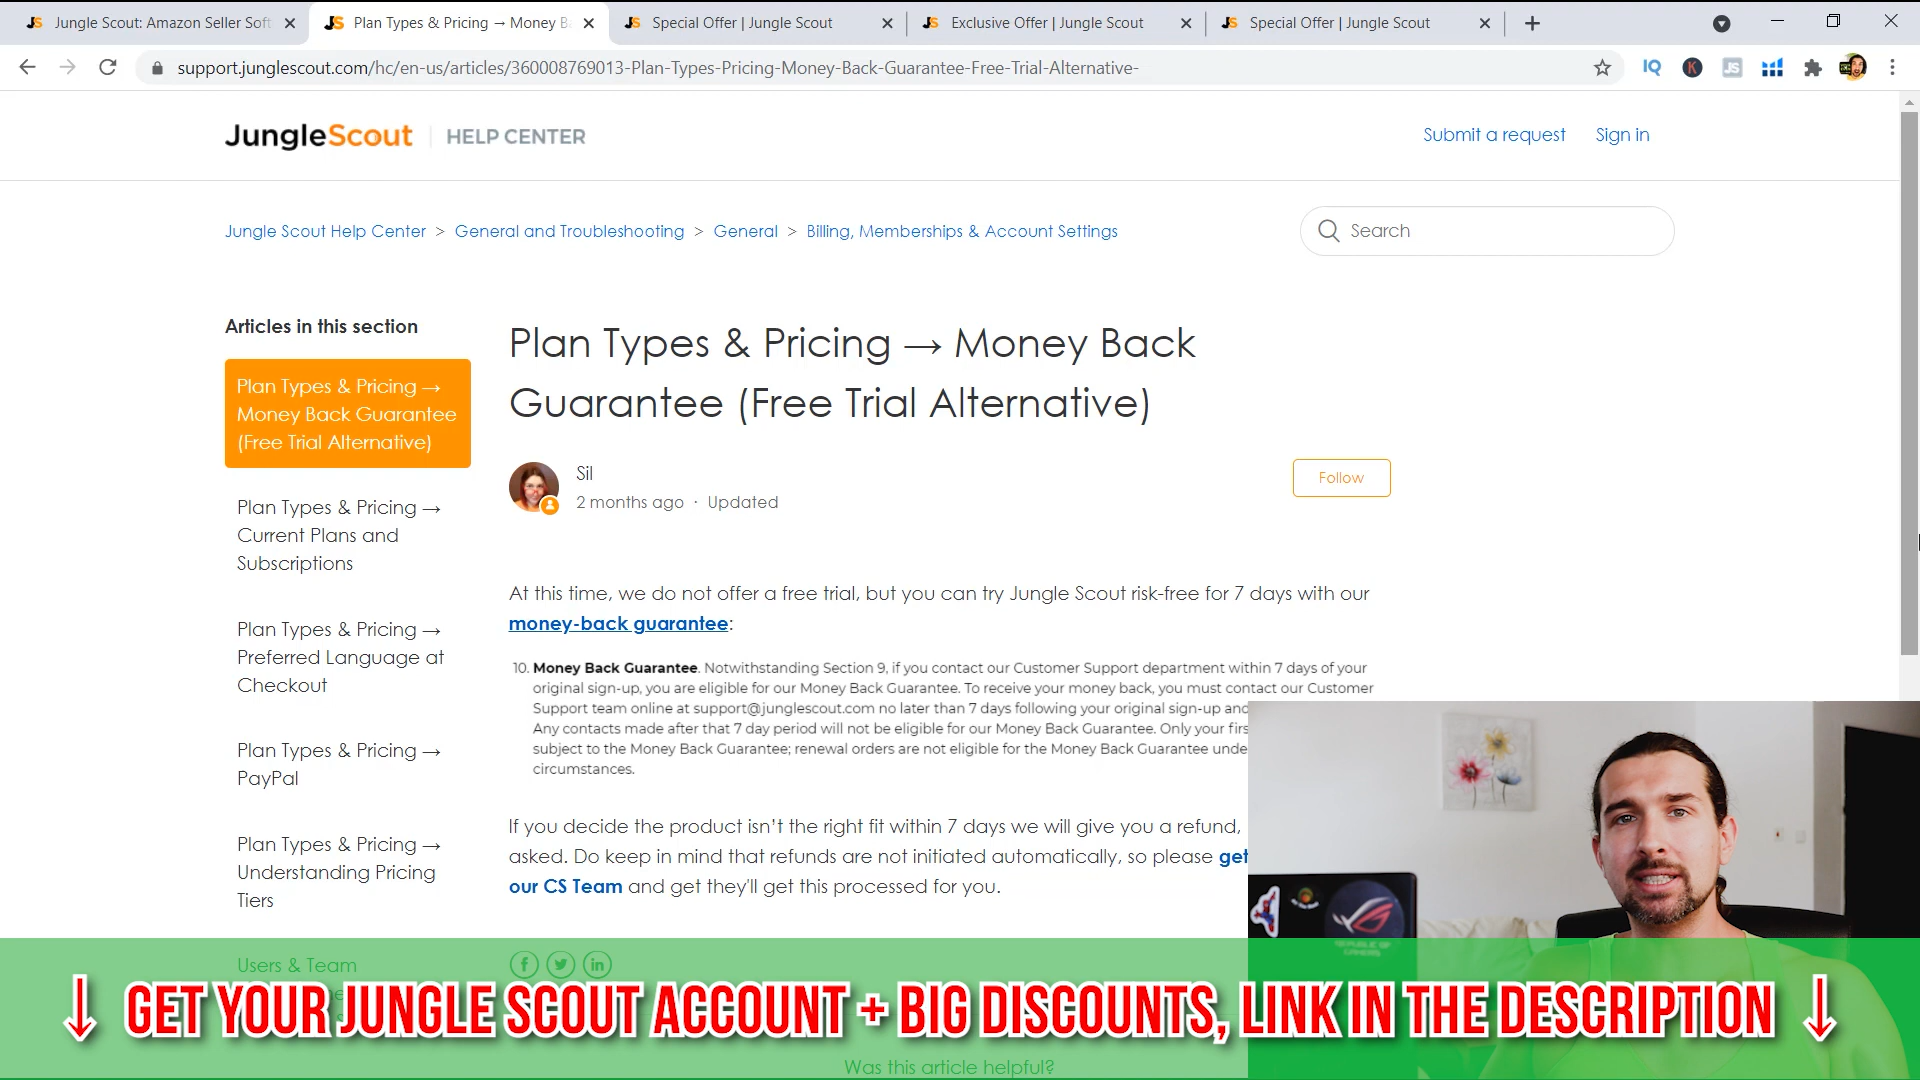 Jungle Scout: Amazon Seller Soft
Plan Types & Pricing → Money B
Special Offer | Jungle Scout
Exclusive Offer | Jungle Scout
Special Offer | Jungle Scout
support.junglescout.com/hc/en-us/articles/360008769013-Plan-Types-Pricing-Money-Back-Guarantee-Free-Trial-Alternative-
JungleScout | HELP CENTER
Submit a request Sign in
Jungle Scout Help Center > General and Troubleshooting > General > Billing, Memberships & Account Settings
Search
Articles in this section
Plan Types & Pricing →
Money Back Guarantee
(Free Trial Alternative)
Plan Types & Pricing →
Current Plans and
Subscriptions
Plan Types & Pricing →
Preferred Language at
Checkout
Plan Types & Pricing →
PayPal
Plan Types & Pricing →
Understanding Pricing
Tiers
Users & Team
Plan Types & Pricing → Money Back
Guarantee (Free Trial Alternative)
Sil
2 months ago · Updated
Follow
At this time, we do not offer a free trial, but you can try Jungle Scout risk-free for 7 days with our
money-back guarantee:
10. Money Back Guarantee. Notwithstanding Section 9, if you contact our Customer Support department within 7 days of your
original sign-up, you are eligible for our Money Back Guarantee. To receive your money back, you must contact our Customer
Support team online at support@junglescout.com no later than 7 days following your original sign-up and
Any contacts made after that 7 day period will not be eligible for our Money Back Guarantee. Only your firs
subject to the Money Back Guarantee; renewal orders are not eligible for the Money Back Guarantee unde
circumstances.
If you decide the product isn't the right fit within 7 days we will give you a refund,
asked. Do keep in mind that refunds are not initiated automatically, so please get
our CS Team and get they'll get this processed for you.
REPUBLIC OF
GAMERS
↓ GET YOUR JUNGLE SCOUT ACCOUNT + BIG DISCOUNTS, LINK IN THE DESCRIPTION ↓
Was this article helpful?